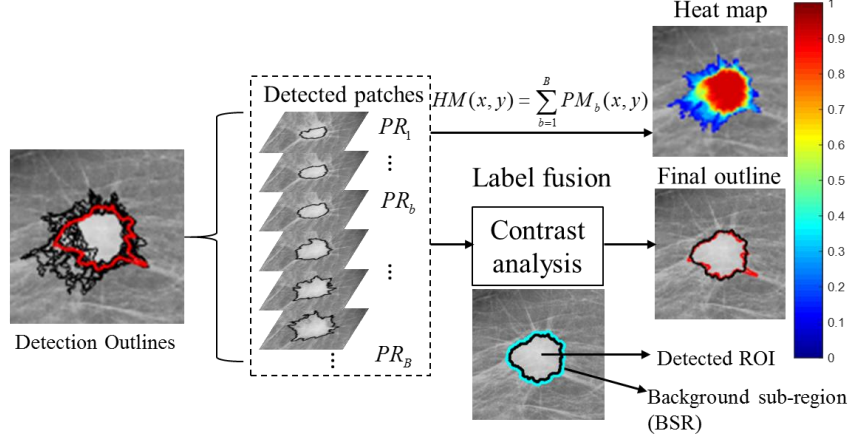 Heat map
Detected patches
HM(x, y) = \sum_{b=1}^{B} PM_b(x, y)
PR_1
⋮
PR_b
⋮
PR_B
⋮
Label fusion
Contrast
analysis
Final outline
Detection Outlines
Detected ROI
Background sub-region
(BSR)
1
0.9
0.8
0.7
0.6
0.5
0.4
0.3
0.2
0.1
0